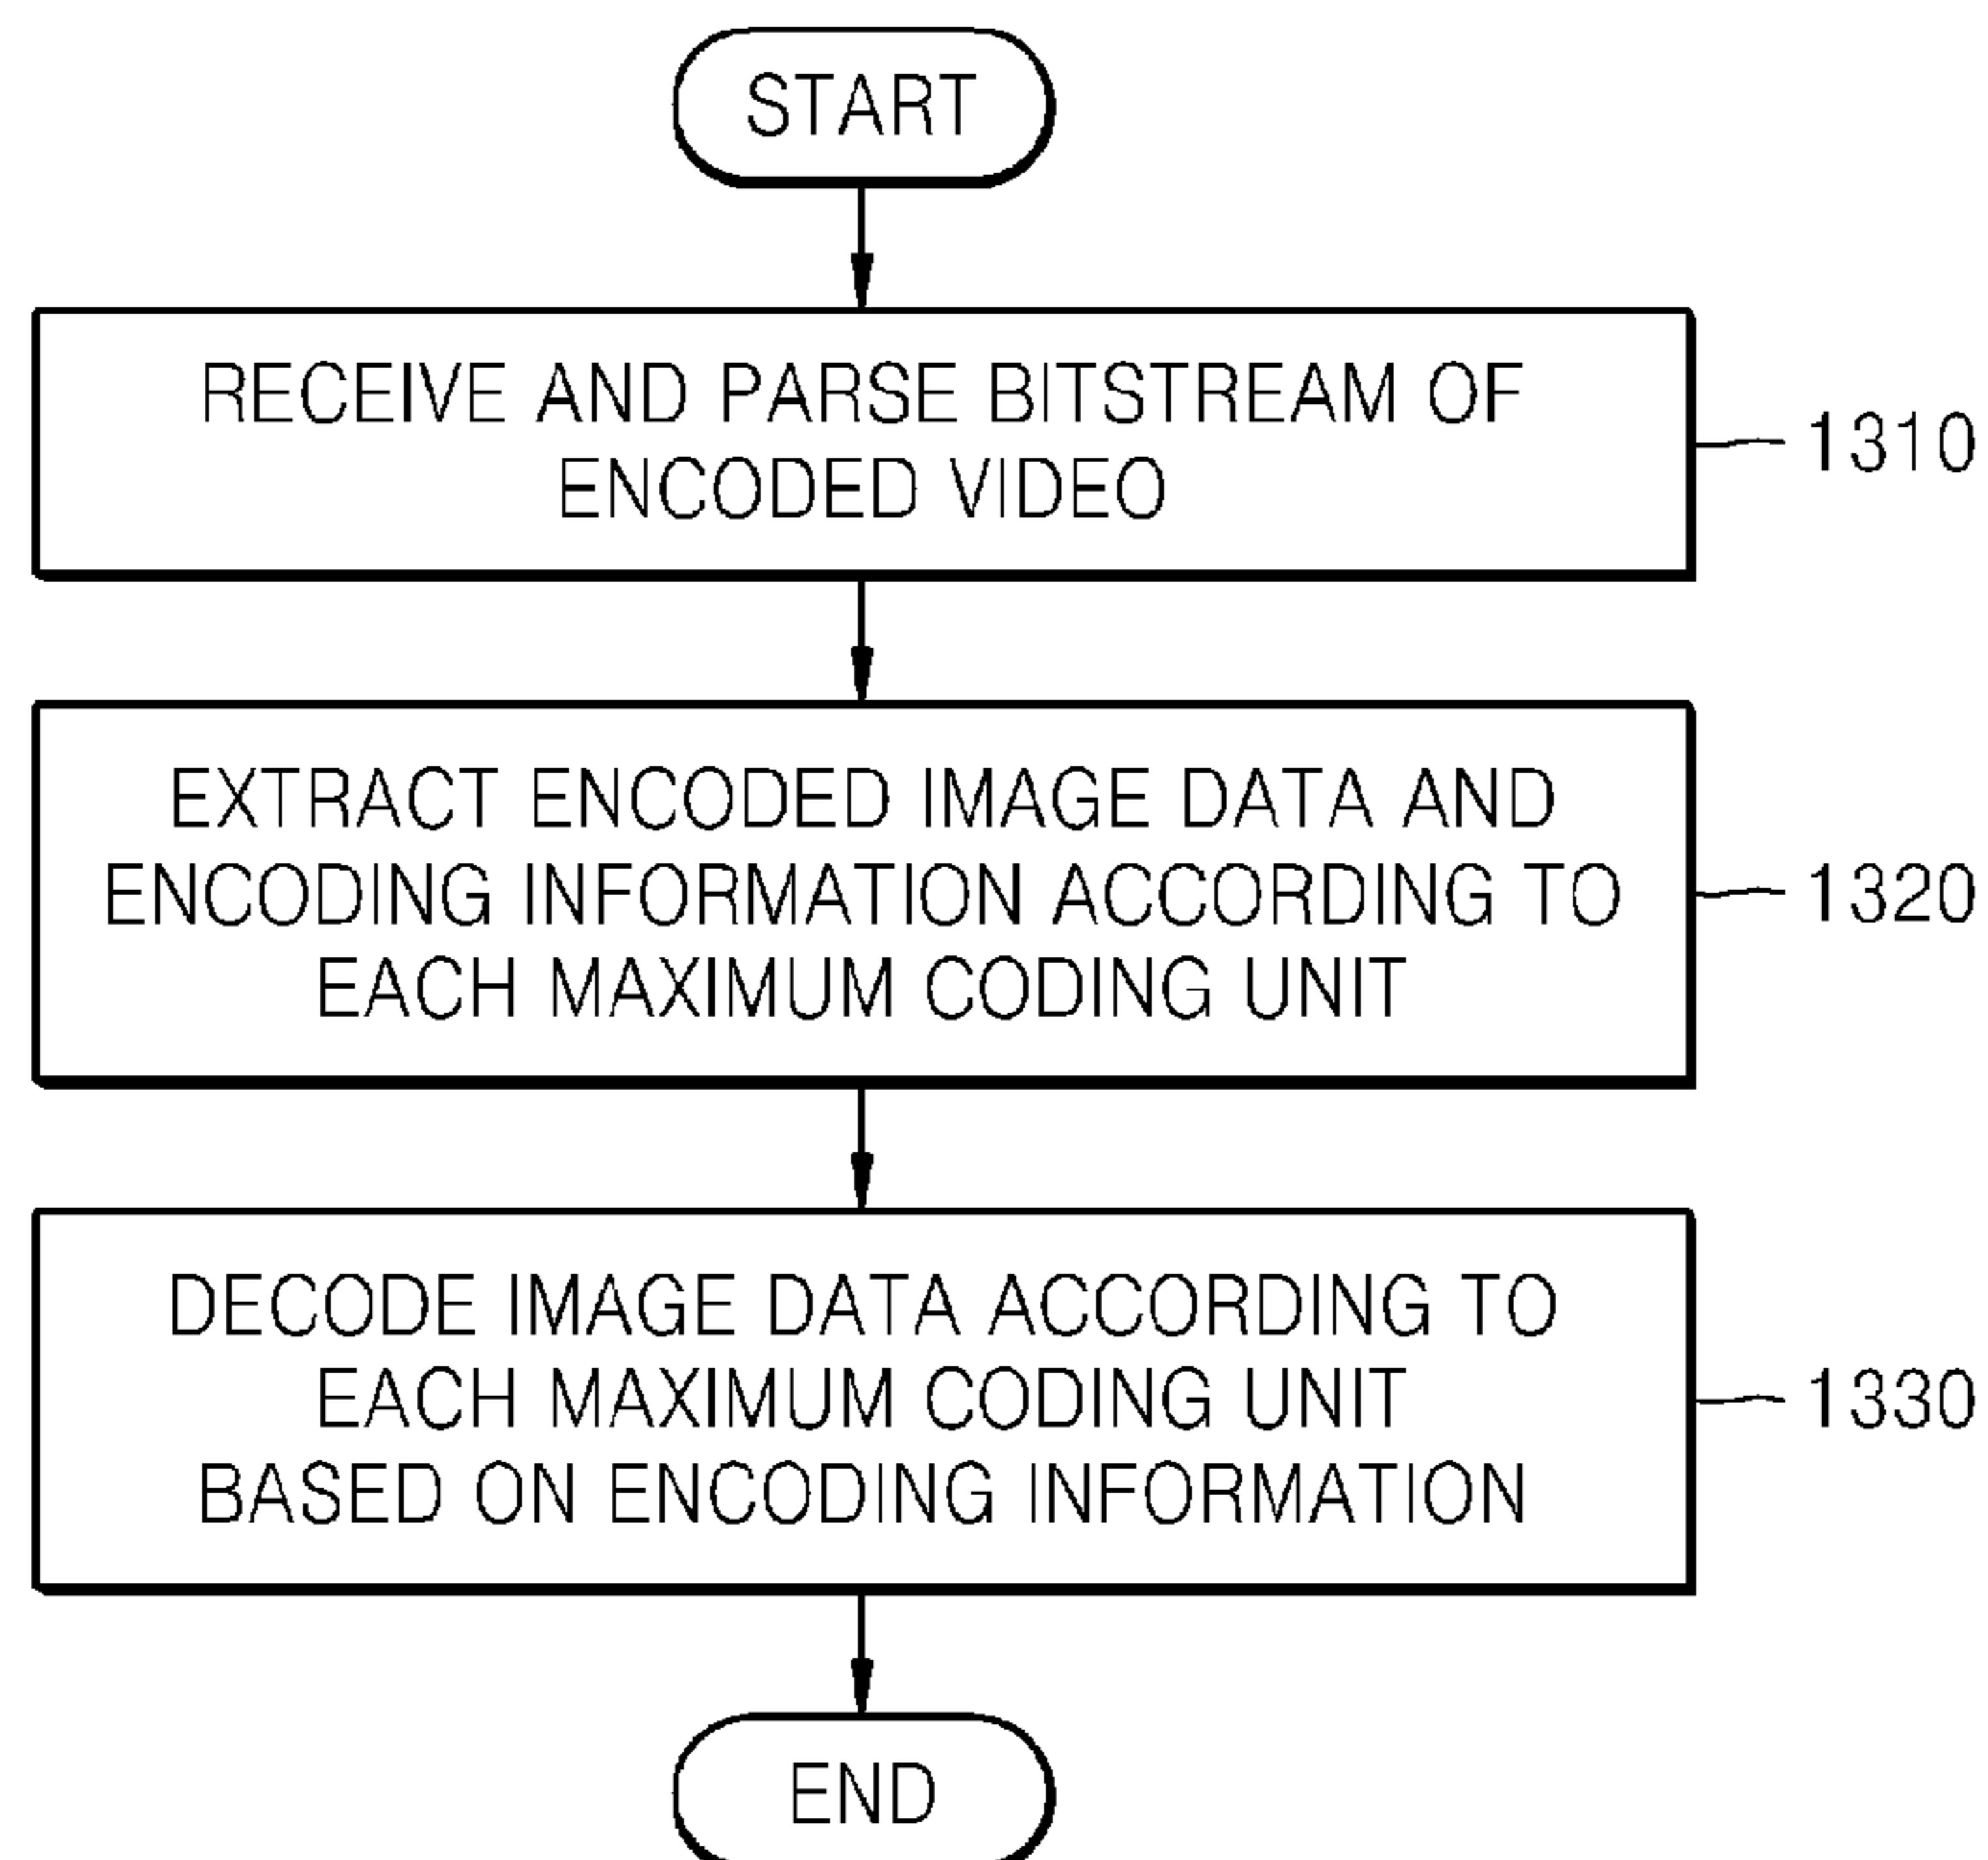 START
RECEIVE AND PARSE BITSTREAM OF
ENCODED VIDEO
1310
EXTRACT ENCODED IMAGE DATA AND
ENCODING INFORMATION ACCORDING TO
EACH MAXIMUM CODING UNIT
1320
DECODE IMAGE DATA ACCORDING TO
EACH MAXIMUM CODING UNIT
BASED ON ENCODING INFORMATION
1330
END